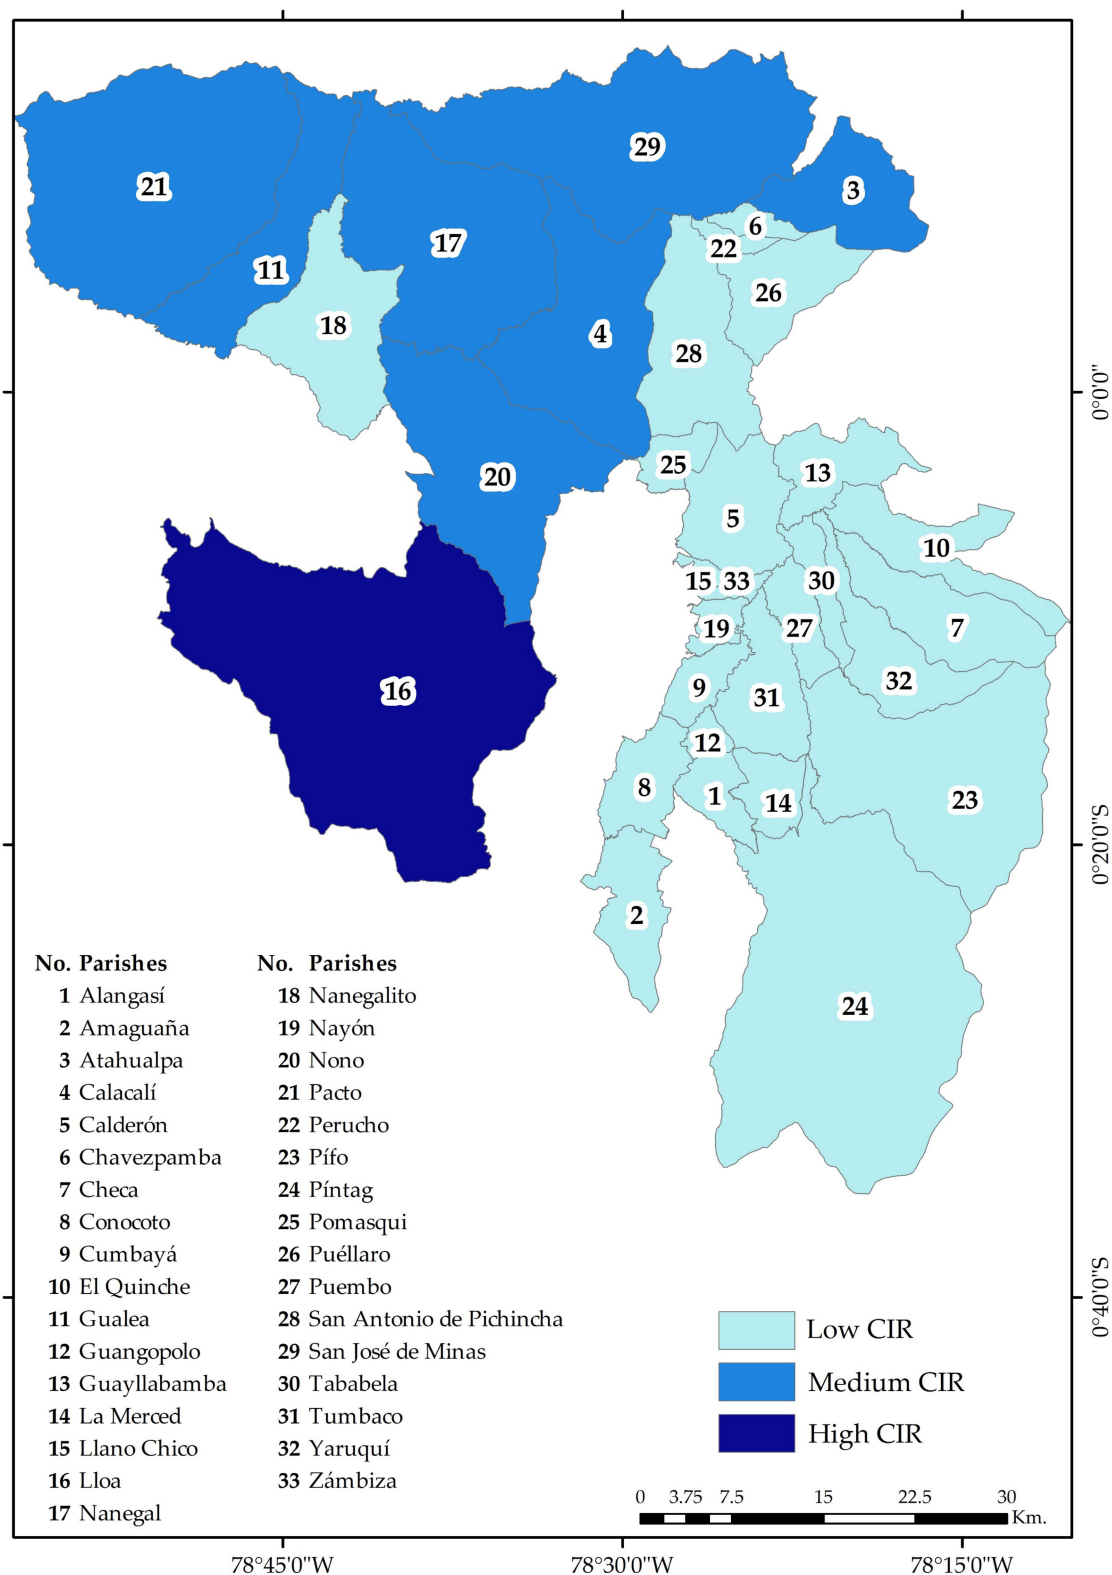 29
21
3
6
17
22
11
26
18
4
28
25
13
20
5
10
15
33
30
19
27
7
32
9
16
31
12
8
1
14
23
2
24
0°0'0"
0°20'0"S
0°40'0"S
No. Parishes
1 Alangasí
2 Amaguaña
3 Atahualpa
4 Calacalí
5 Calderón
6 Chavezpamba
7 Checa
8 Conocoto
9 Cumbayá
10 El Quinche
11 Gualea
12 Guangopolo
13 Guayllabamba
14 La Merced
15 Llano Chico
16 Lloa
17 Nanegal
No. Parishes
18 Nanegalito
19 Nayón
20 Nono
21 Pacto
22 Perucho
23 Pífo
24 Píntag
25 Pomasqui
26 Puéllaro
27 Puembo
28 San Antonio de Pichincha
29 San José de Minas
30 Tababela
31 Tumbaco
32 Yaruquí
33 Zámbiza
Low CIR
Medium CIR
High CIR
0 3.75 7.5 15 22.5 30
Km.
78°45'0"W 78°30'0"W 78°15'0"W